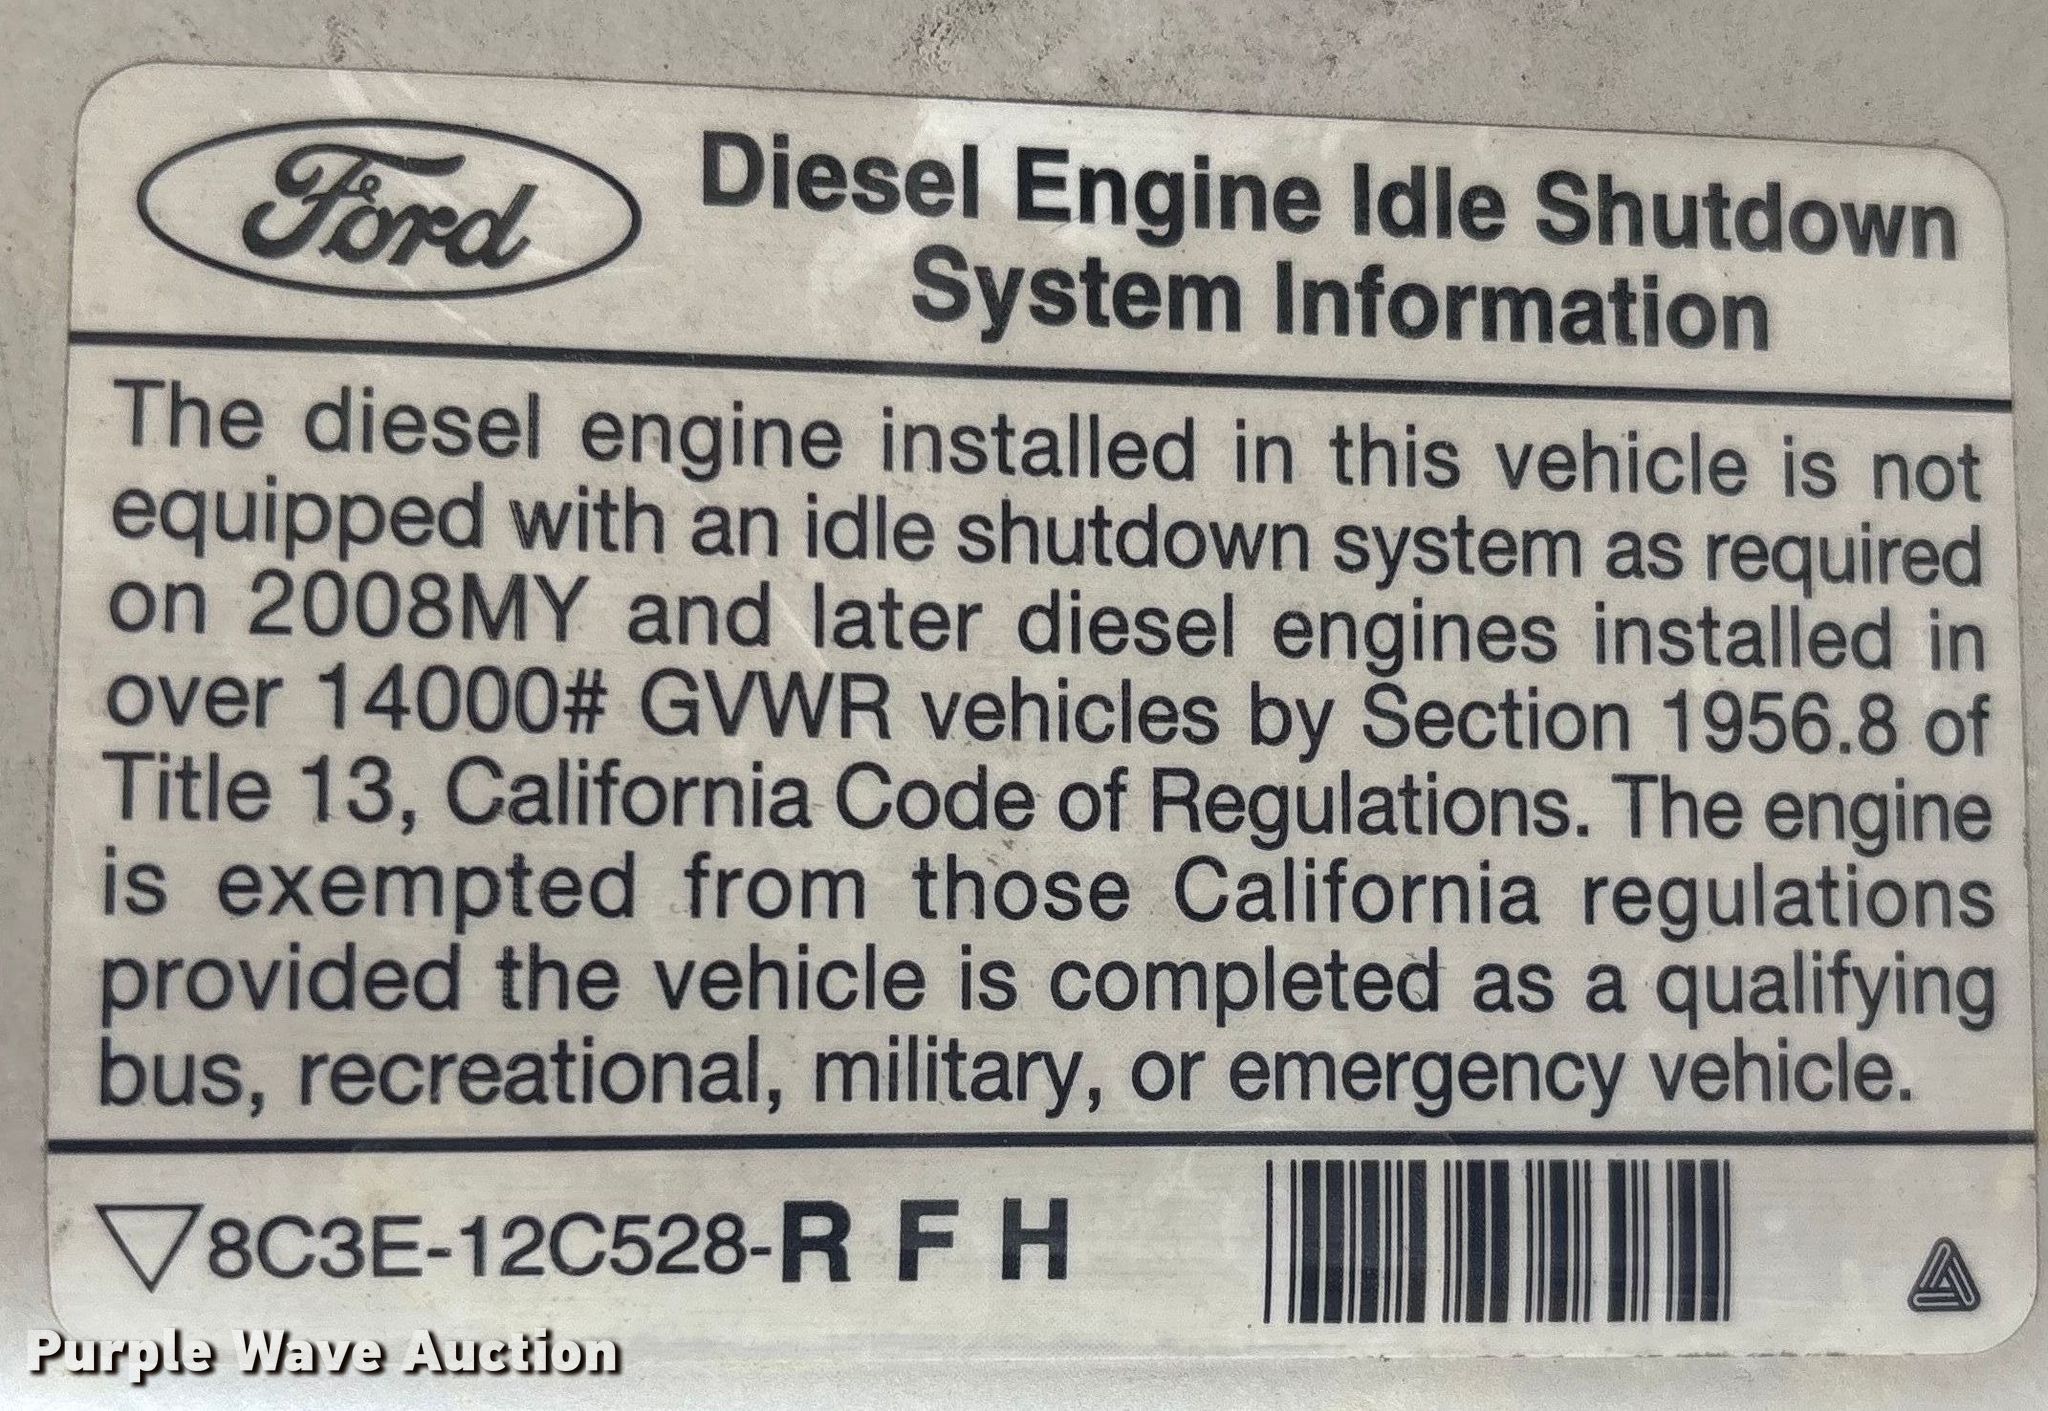 Ford
Diesel Engine Idle Shutdown
System Information
The diesel engine installed in this vehicle is not
equipped with an idle shutdown system as required
on 2008MY and later diesel engines installed in
over 14000# GVWR vehicles by Section 1956.8 of
Title 13, California Code of Regulations. The engine
is exempted from those California regulations
provided the vehicle is completed as a qualifying
bus, recreational, military, or emergency vehicle.
8C3E-12C528-R F H
Purple Wave Auction